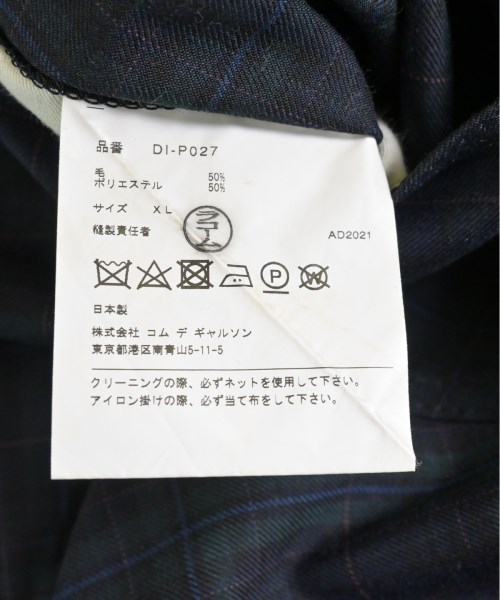 品番 DI-P027
毛 50%
ポリエステル 50%
サイズ XL
縫製責任者
AD2021
P
W
日本製
株式会社 コム デ ギャルソン
東京都港区南青山5-11-5
クリーニングの際、必ずネットを使用して下さい。
アイロン掛けの際、必ず当て布をして下さい。